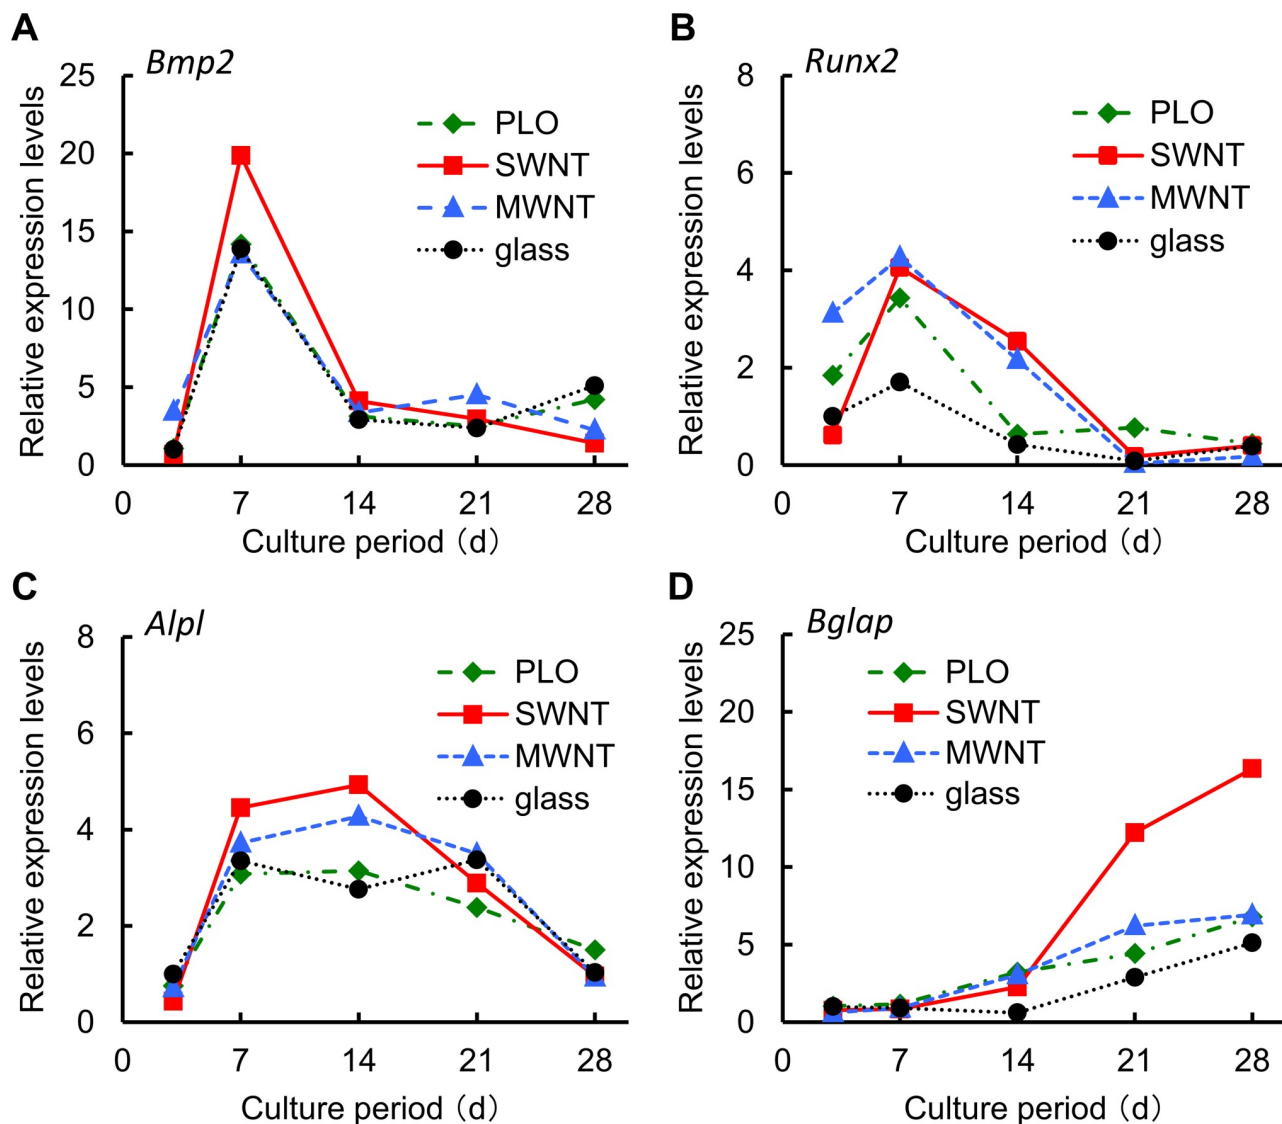 A
Bmp2
Relative expression levels
25
20
15
10
5
0
PLO
SWNT
MWNT
glass
0 7 14 21 28
Culture period (d)
B
Runx2
Relative expression levels
8
6
4
2
0
PLO
SWNT
MWNT
glass
0 7 14 21 28
Culture period (d)
C
Alpl
Relative expression levels
8
6
4
2
0
PLO
SWNT
MWNT
glass
0 7 14 21 28
Culture period (d)
D
Bglap
Relative expression levels
25
20
15
10
5
0
PLO
SWNT
MWNT
glass
0 7 14 21 28
Culture period (d)